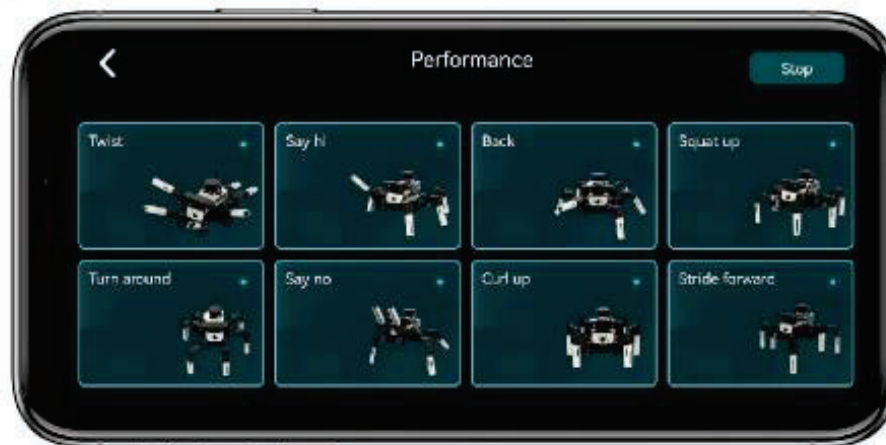 Performance
Stop
Twist
Say hi
Back
Squat up
Turn around
Say no
Curl up
Stride forward